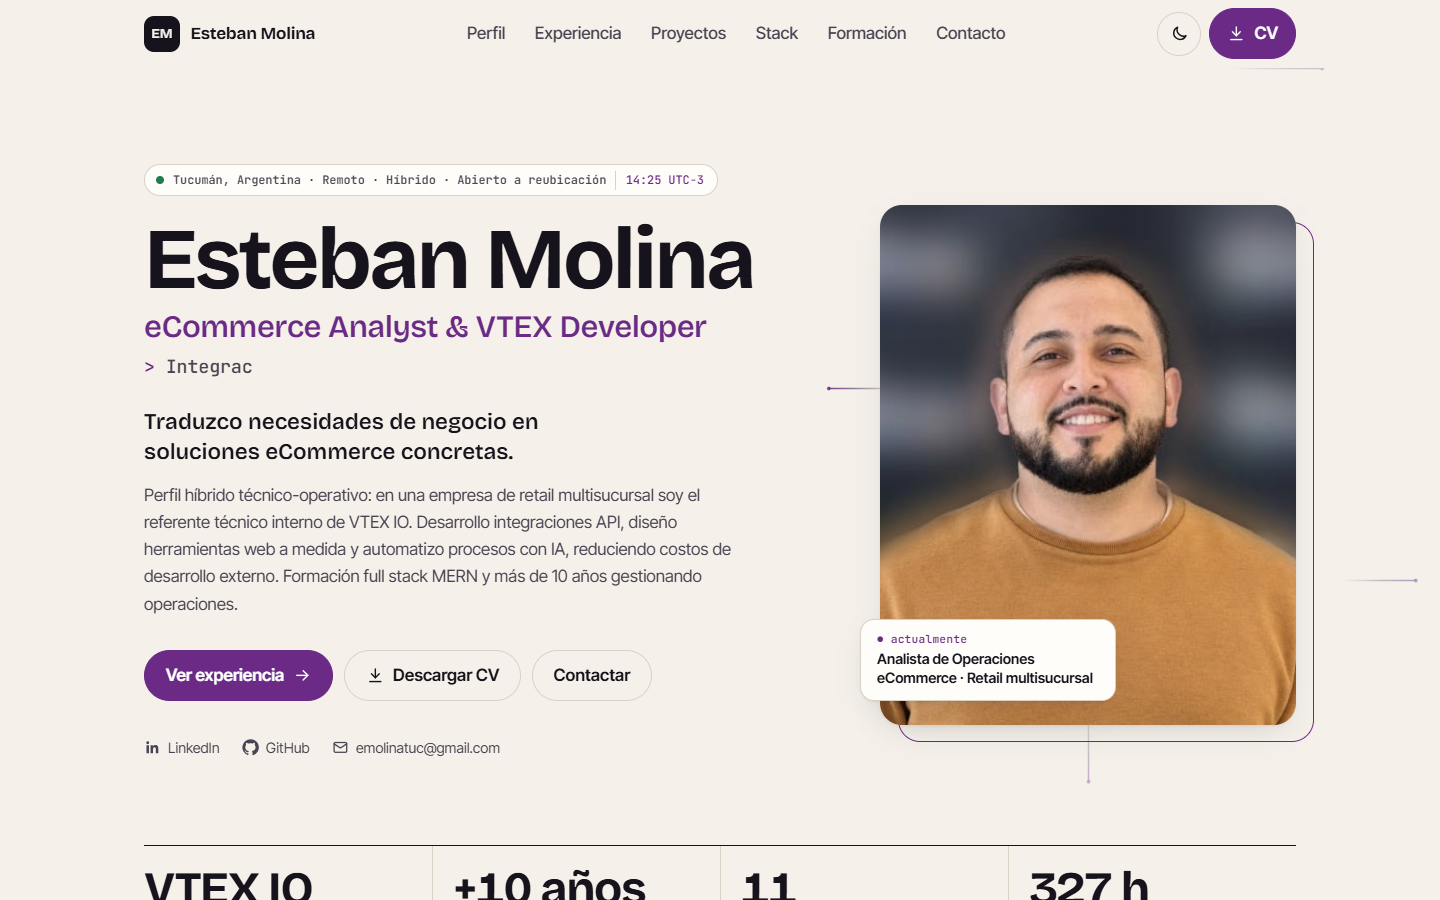 EM
Esteban Molina
Perfil
Experiencia
Proyectos
Stack
Formación
Contacto
CV
Tucumán, Argentina · Remoto · Híbrido · Abierto a reubicación
14:25 UTC-3
Esteban Molina
eCommerce Analyst & VTEX Developer
> Integrac
Traduzco necesidades de negocio en
soluciones eCommerce concretas.
Perfil híbrido técnico-operativo: en una empresa de retail multisucursal soy el
referente técnico interno de VTEX IO. Desarrollo integraciones API, diseño
herramientas web a medida y automatizo procesos con IA, reduciendo costos de
desarrollo externo. Formación full stack MERN y más de 10 años gestionando
operaciones.
Ver experiencia →
Descargar CV
Contactar
LinkedIn
GitHub
emolinatuc@gmail.com
actualmente
Analista de Operaciones
eCommerce · Retail multisucursal
VTEX IO
+10 años
11
327 h